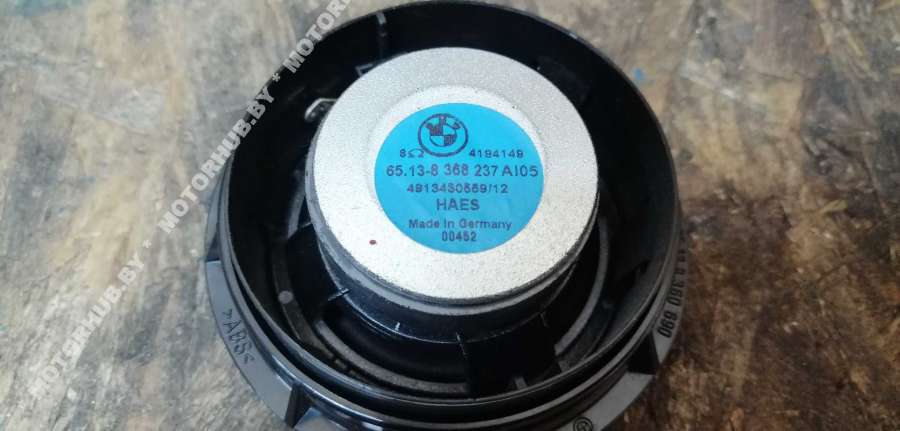 MOTORHUB.BY * MOTORHUB.BY * MOTOR
8Ω 4194149
65.13-8 368 237 AI05
4913430669/12
HAES
Made In Germany
00452
>ABS<